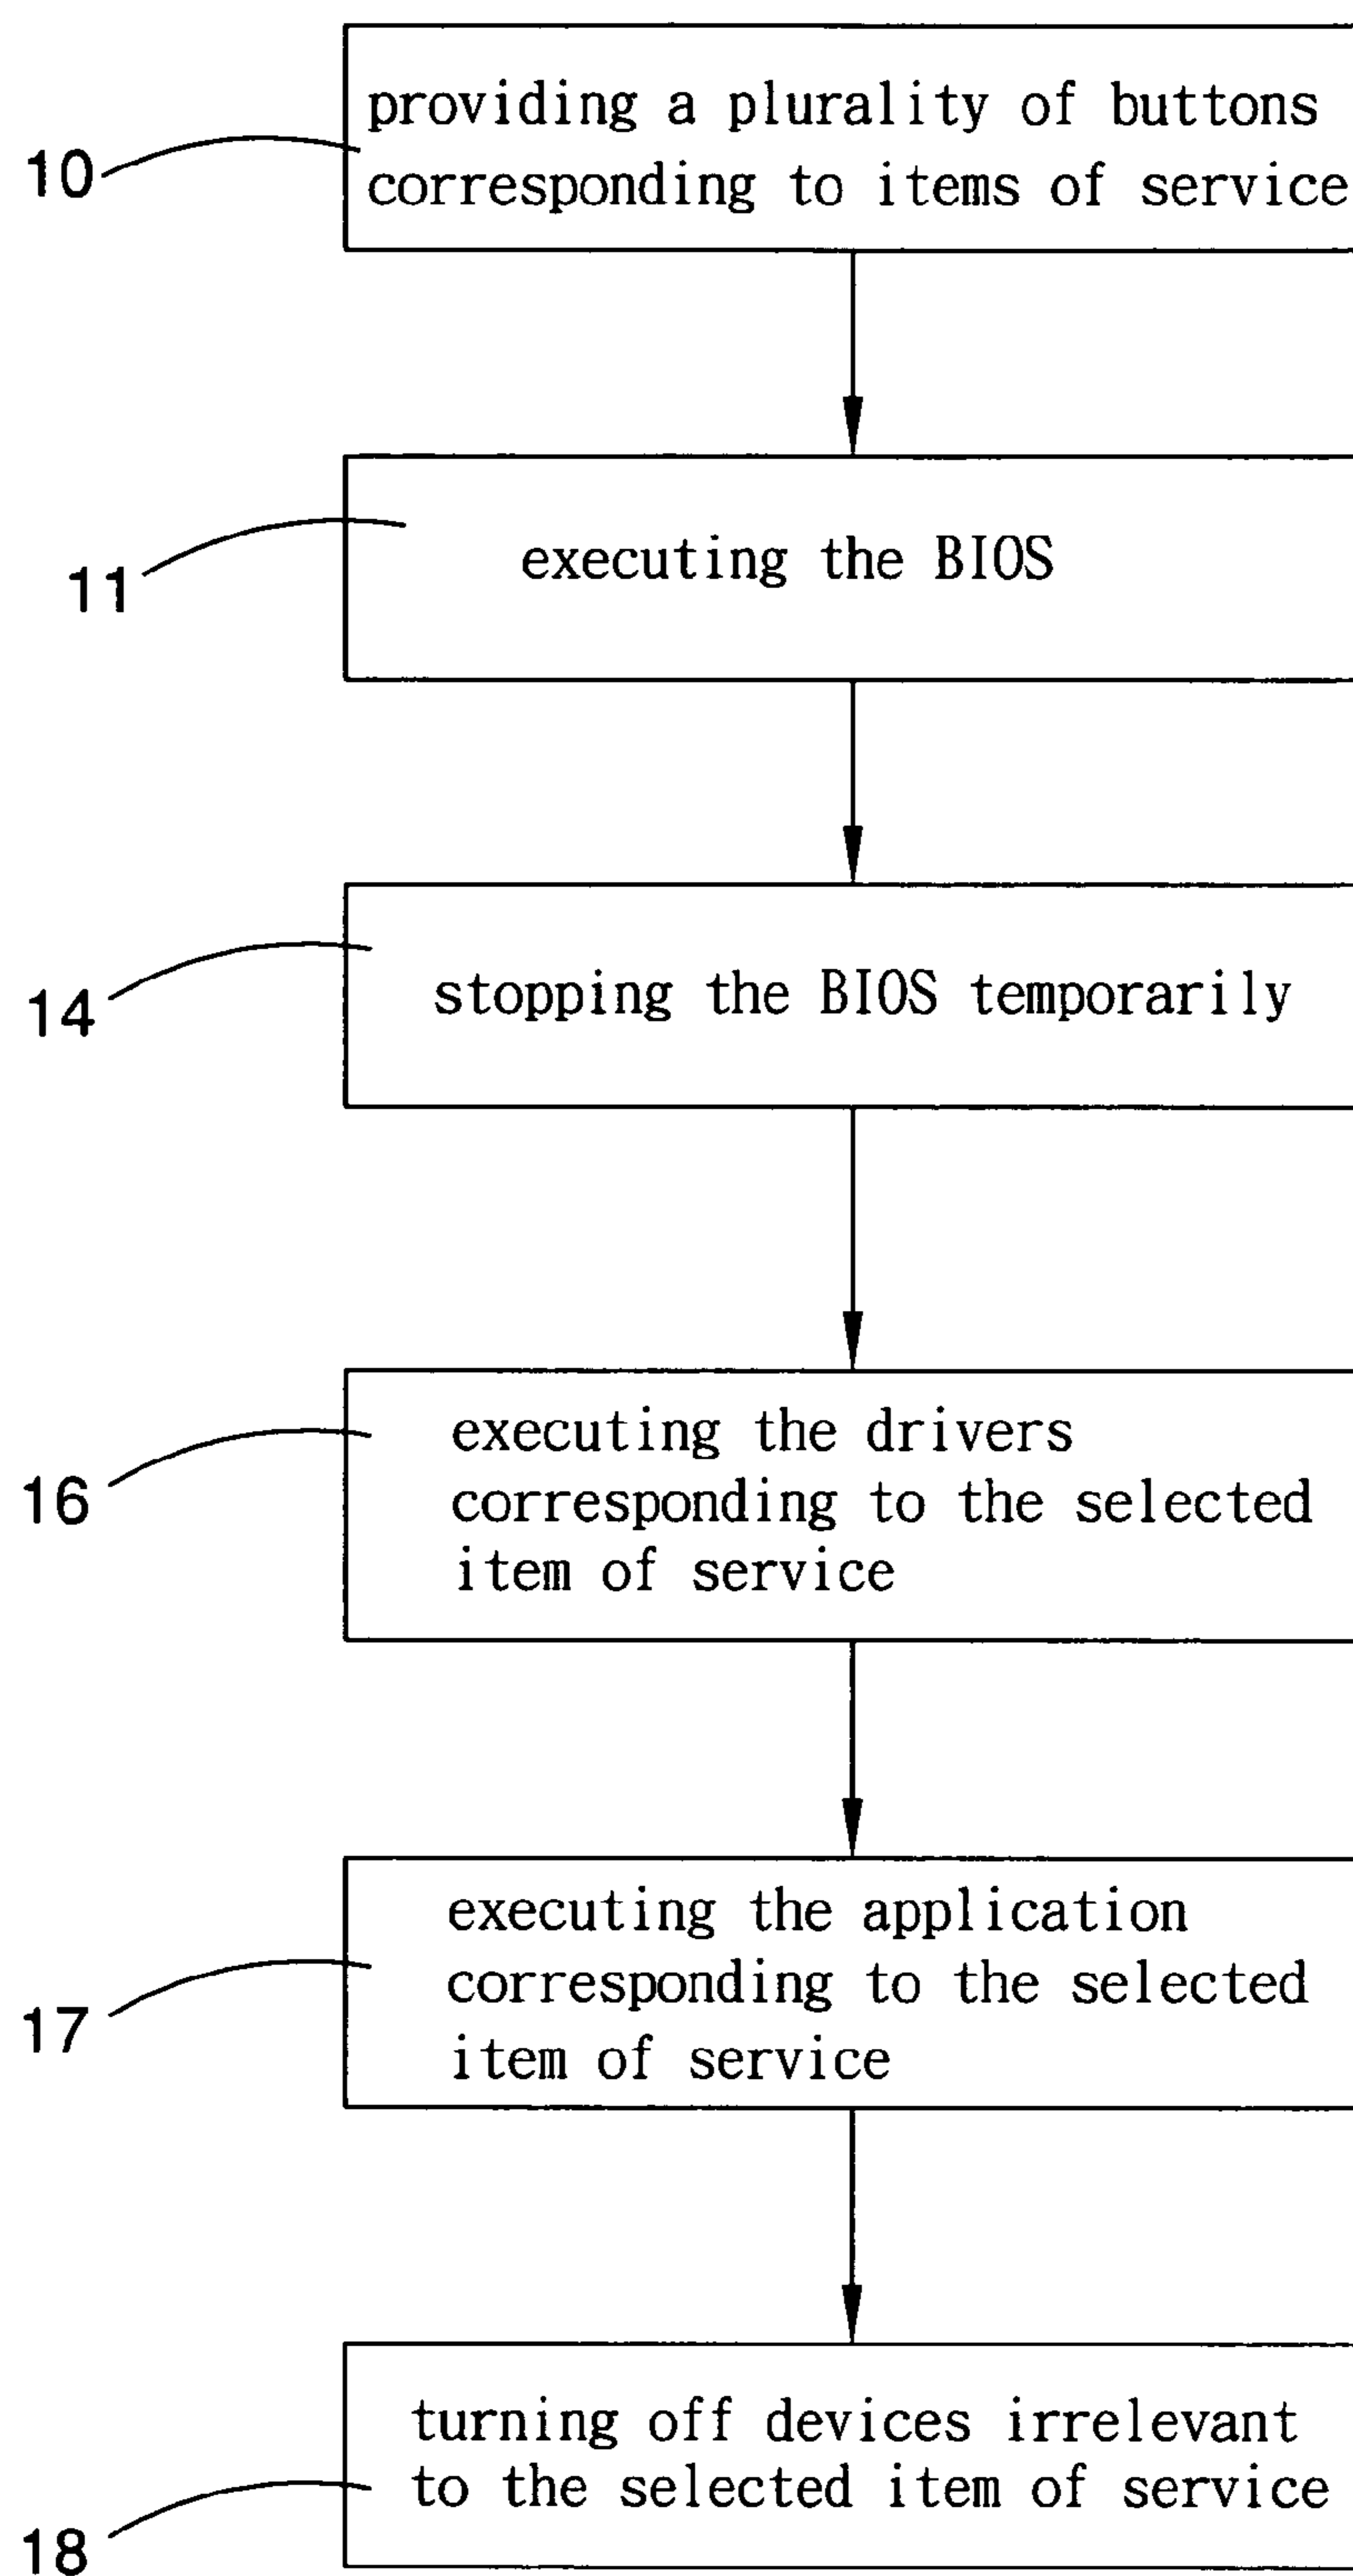 10
providing a plurality of buttons
corresponding to items of service
11
executing the BIOS
14
stopping the BIOS temporarily
16
executing the drivers
corresponding to the selected
item of service
17
executing the application
corresponding to the selected
item of service
18
turning off devices irrelevant
to the selected item of service